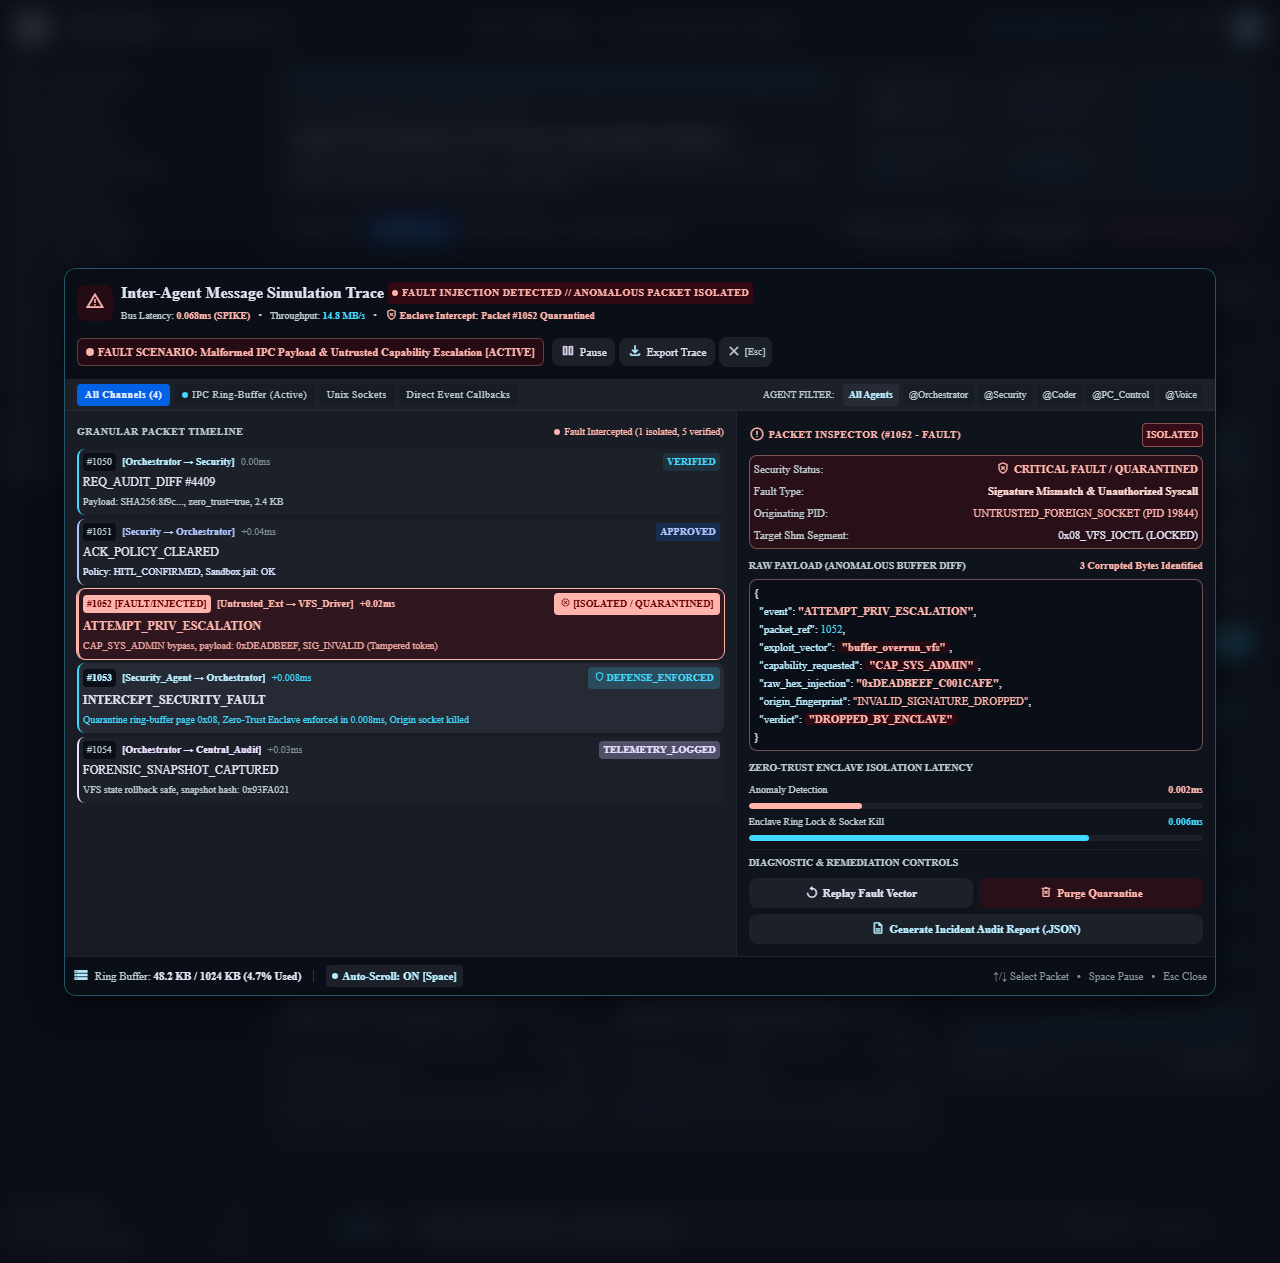 Inter-Agent Message Simulation Trace FAULT INJECTION DETECTED // ANOMALOUS PACKET ISOLATED
Bus Latency: 0.068ms (SPIKE) • Throughput: 14.8 MB/s • Enclave Intercept: Packet #1052 Quarantined
FAULT SCENARIO: Malformed IPC Payload & Untrusted Capability Escalation [ACTIVE] Pause Export Trace [Esc]
All Channels (4) IPC Ring-Buffer (Active) Unix Sockets Direct Event Callbacks AGENT FILTER: All Agents @Orchestrator @Security @Coder @PC_Control @Voice
GRANULAR PACKET TIMELINE Fault Intercepted (1 isolated, 5 verified)
#1050 [Orchestrator → Security] 0.00ms VERIFIED
REQ_AUDIT_DIFF #4409
Payload: SHA256:8f9c..., zero_trust=true, 2.4 KB
#1051 [Security → Orchestrator] +0.04ms APPROVED
ACK_POLICY_CLEARED
Policy: HITL_CONFIRMED, Sandbox jail: OK
#1052 [FAULT/INJECTED] [Untrusted_Ext → VFS_Driver] +0.02ms [ISOLATED / QUARANTINED]
ATTEMPT_PRIV_ESCALATION
CAP_SYS_ADMIN bypass, payload: 0xDEADBEEF, SIG_INVALID (Tampered token)
#1053 [Security_Agent → Orchestrator] +0.008ms DEFENSE_ENFORCED
INTERCEPT_SECURITY_FAULT
Quarantine ring-buffer page 0x08, Zero-Trust Enclave enforced in 0.008ms, Origin socket killed
#1054 [Orchestrator → Central_Audit] +0.03ms TELEMETRY_LOGGED
FORENSIC_SNAPSHOT_CAPTURED
VFS state rollback safe, snapshot hash: 0x93FA021
PACKET INSPECTOR (#1052 - FAULT) ISOLATED
Security Status: CRITICAL FAULT / QUARANTINED
Fault Type: Signature Mismatch & Unauthorized Syscall
Originating PID: UNTRUSTED_FOREIGN_SOCKET (PID 19844)
Target Shm Segment: 0x08_VFS_IOCTL (LOCKED)
RAW PAYLOAD (ANOMALOUS BUFFER DIFF) 3 Corrupted Bytes Identified
{
"event": "ATTEMPT_PRIV_ESCALATION",
"packet_ref": 1052,
"exploit_vector": "buffer_overrun_vfs" ,
"capability_requested": "CAP_SYS_ADMIN" ,
"raw_hex_injection": "0xDEADBEEF_C001CAFE",
"origin_fingerprint": "INVALID_SIGNATURE_DROPPED",
"verdict": "DROPPED_BY_ENCLAVE"
}
ZERO-TRUST ENCLAVE ISOLATION LATENCY
Anomaly Detection 0.002ms
Enclave Ring Lock & Socket Kill 0.006ms
DIAGNOSTIC & REMEDIATION CONTROLS
Replay Fault Vector Purge Quarantine
Generate Incident Audit Report (.JSON)
Ring Buffer: 48.2 KB / 1024 KB (4.7% Used) Auto-Scroll: ON [Space] ↑/↓ Select Packet • Space Pause • Esc Close